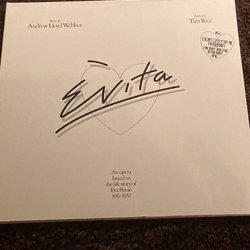 Music by
Andrew Lloyd Webber
Lyrics by
Tim Rice
Evita
An opera
based on
the life story of
Eva Perón
1919-1952